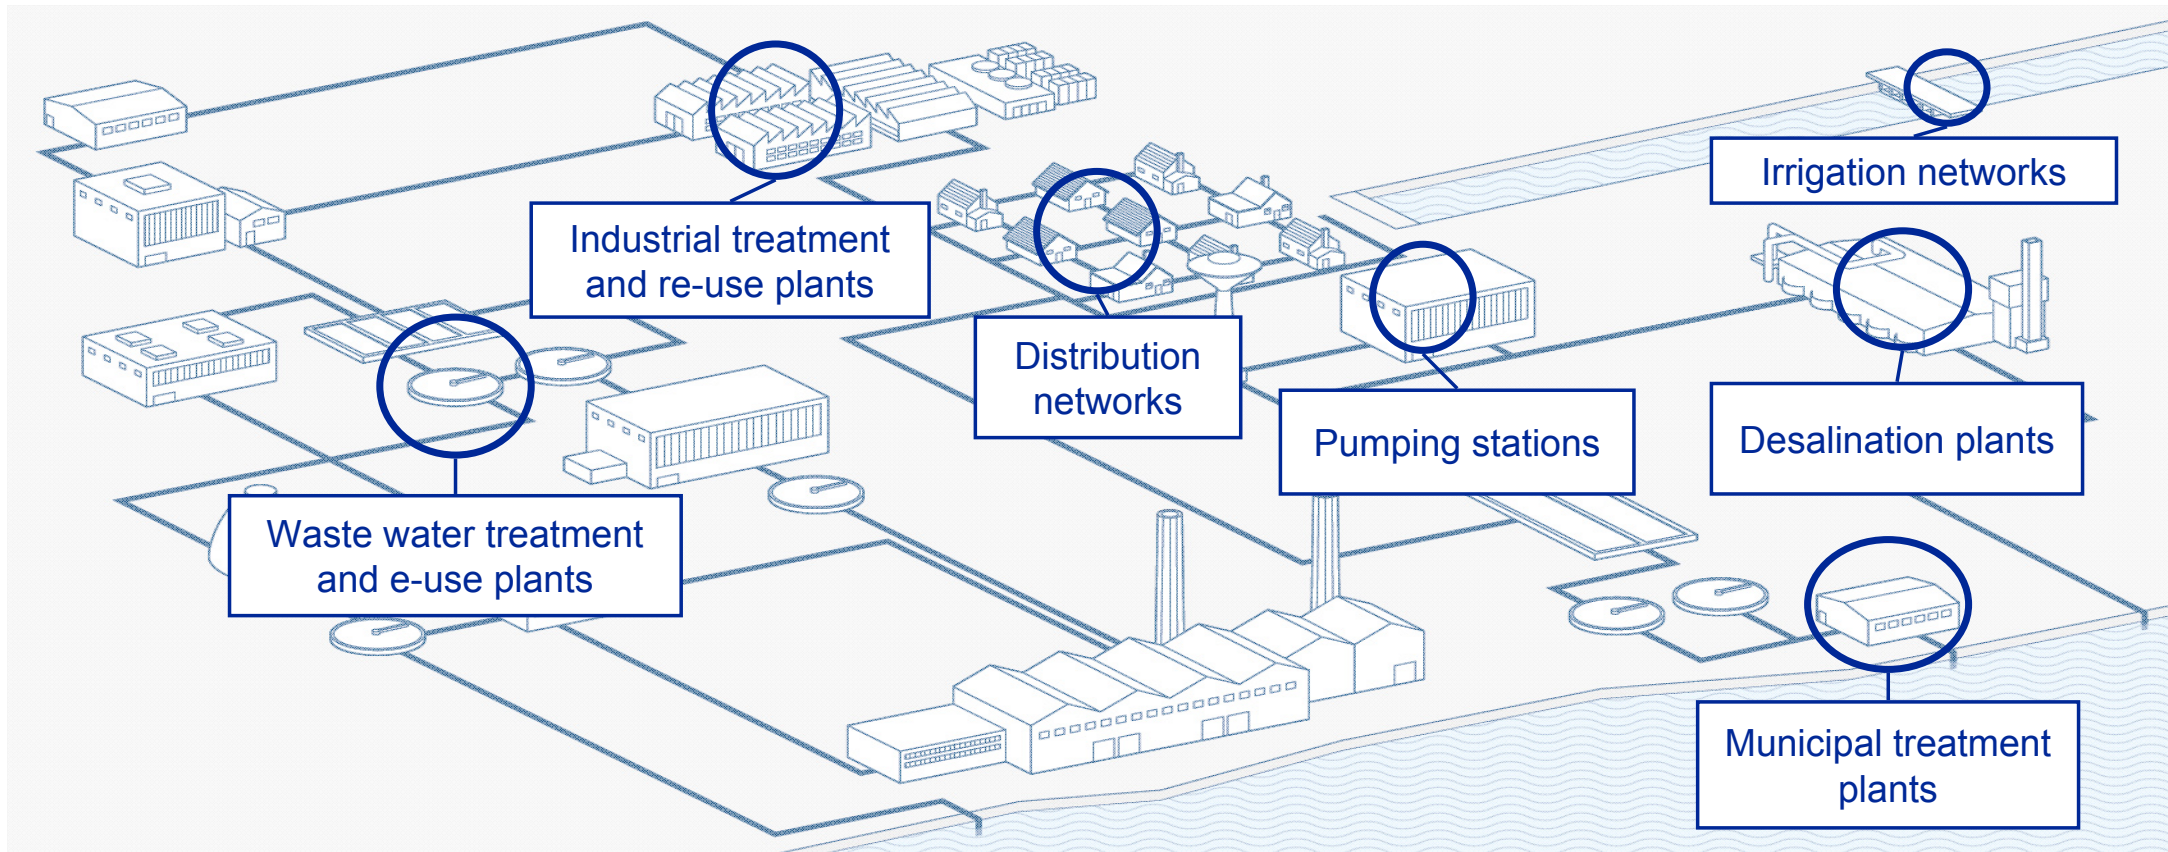 Irrigation networks
Industrial treatment
and re-use plants
Distribution
networks
Pumping stations
Desalination plants
Waste water treatment
and e-use plants
Municipal treatment
plants